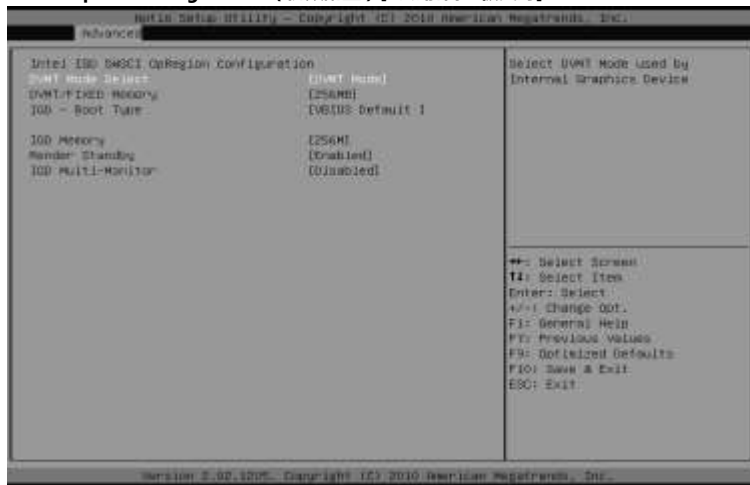 Aptio Setup Utility - Copyright (C) 2010 American Megatrends, Inc.
Advanced
Intel IGD SWSCI OpRegion Configuration
DVMT Mode Select [DVMT Mode]
DVMT/FIXED Memory [256MB]
IGD - Boot Type [VBIOS Default ]
IGD Memory [256M]
Render Standby [Enabled]
IGD Multi-Monitor [Disabled]
Select DVMT Mode used by
Internal Graphics Device
↔: Select Screen
↑↓: Select Item
Enter: Select
+/-: Change Opt.
F1: General Help
F7: Previous Values
F9: Optimized Defaults
F10: Save & Exit
ESC: Exit
Version 2.02.1205. Copyright (C) 2010 American Megatrends, Inc.